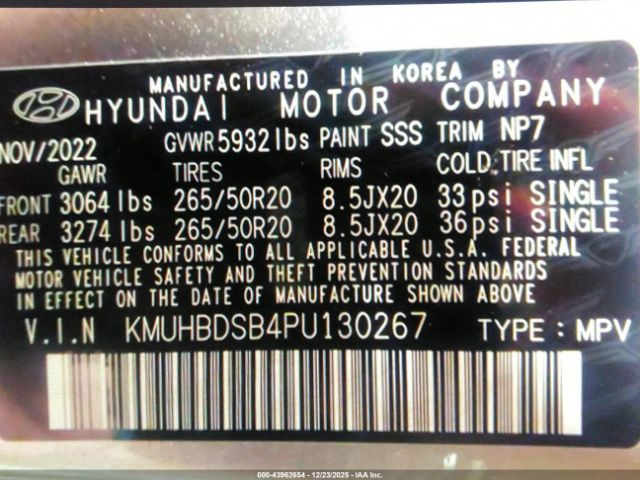 MANUFACTURED IN KOREA BY
HYUNDAI MOTOR COMPANY
NOV/2022 GVWR 5932 lbs PAINT SSS TRIM NP7
GAWR TIRES RIMS COLD TIRE INFL
FRONT 3064 lbs 265/50R20 8.5JX20 33 psi SINGLE
REAR 3274 lbs 265/50R20 8.5JX20 36 psi SINGLE
THIS VEHICLE CONFORMS TO ALL APPLICABLE U.S.A. FEDERAL
MOTOR VEHICLE SAFETY AND THEFT PREVENTION STANDARDS
IN EFFECT ON THE DATE OF MANUFACTURE SHOWN ABOVE.
V.I.N KMUHBDSB4PU130267 TYPE : MPV
000-43962654 - 12/23/2025 - IAA Inc.